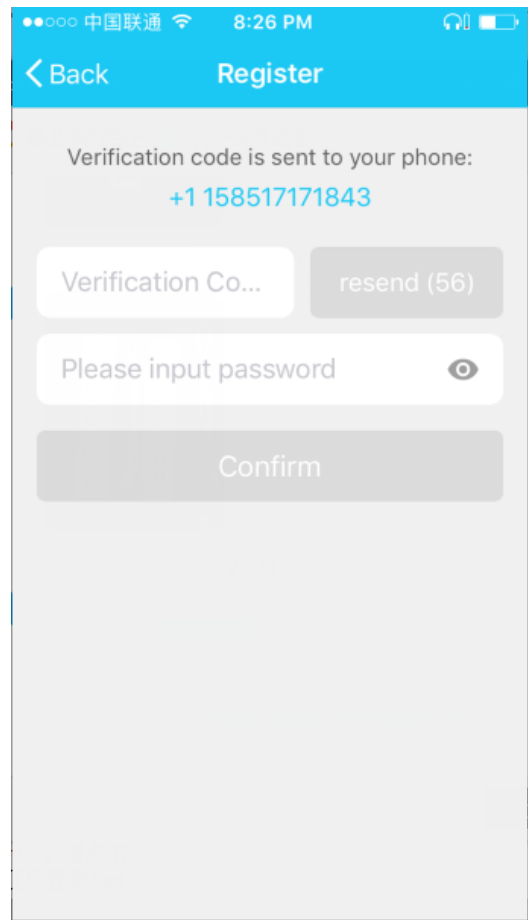 中国联通 8:26 PM
Back Register
Verification code is sent to your phone:
+1 158517171843
Verification Co... resend (56)
Please input password
Confirm